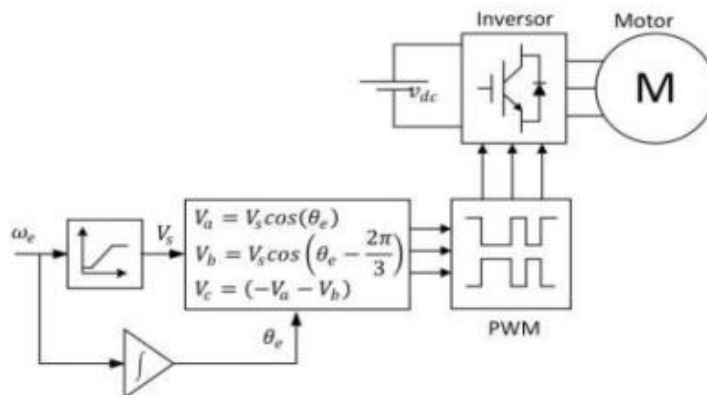 Inversor
Motor
v_dc
M
ω_e
V_s
V_a = V_s cos(θ_e)
V_b = V_s cos(θ_e − 2π/3)
V_c = (−V_a − V_b)
θ_e
∫
PWM